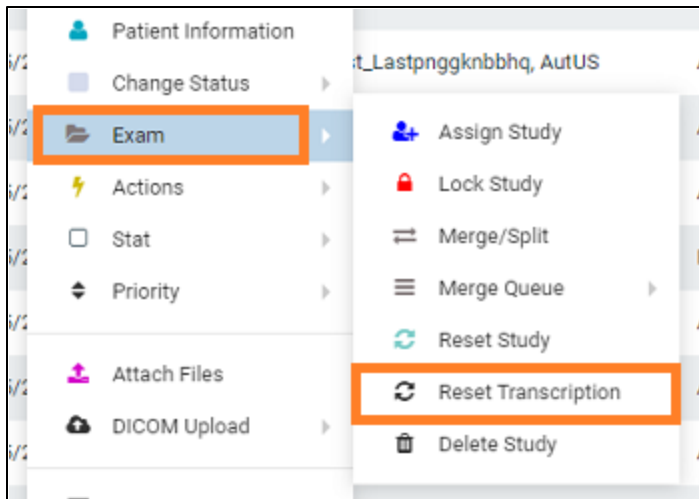 Patient Information
t_Lastpnggknbbhq, AutUS
Change Status
Exam
Assign Study
Actions
Lock Study
Stat
Merge/Split
Priority
Merge Queue
Reset Study
Attach Files
Reset Transcription
DICOM Upload
Delete Study